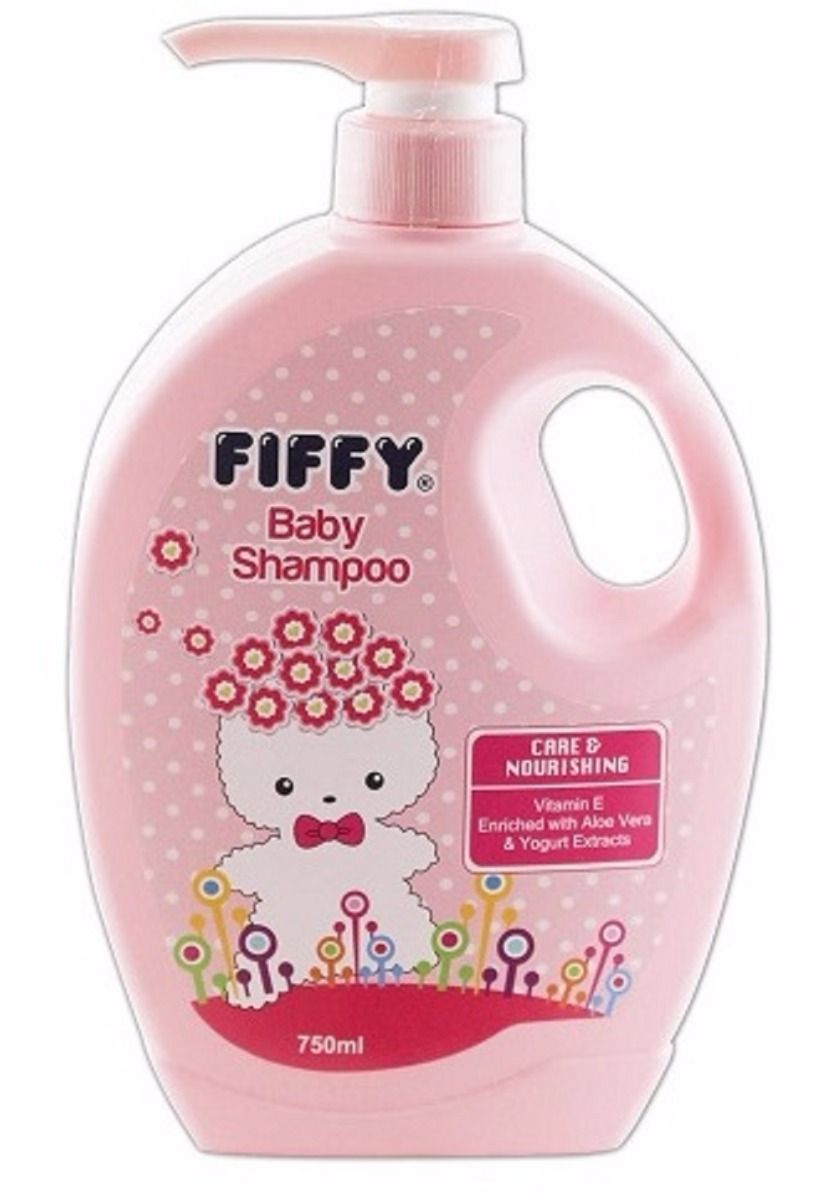 FIFFY®
Baby
Shampoo
CARE &
NOURISHING
Vitamin E
Enriched with Aloe Vera
& Yogurt Extracts
750ml